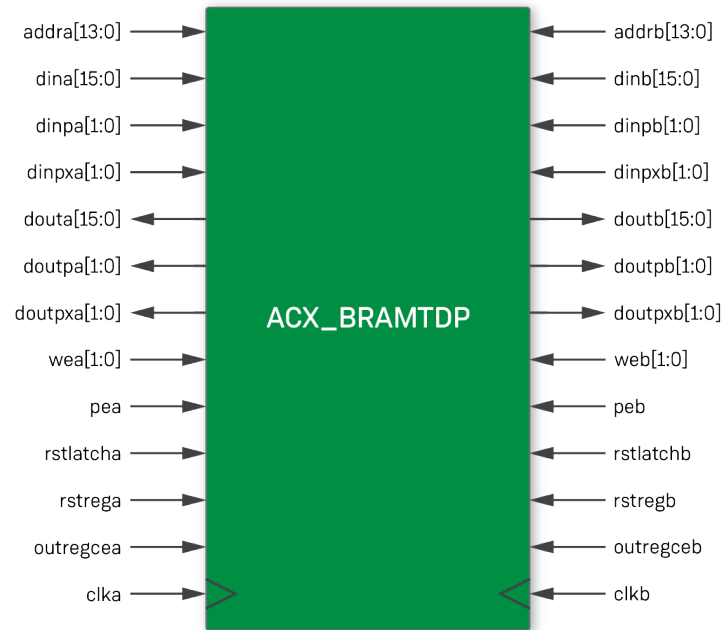 addra[13:0]
addrb[13:0]
dina[15:0]
dinb[15:0]
dinpa[1:0]
dinpb[1:0]
dinpxa[1:0]
dinpxb[1:0]
douta[15:0]
doutb[15:0]
doutpa[1:0]
doutpb[1:0]
doutpxa[1:0]
doutpxb[1:0]
ACX_BRAMTDP
wea[1:0]
web[1:0]
pea
peb
rstlatcha
rstlatchb
rstrega
rstregb
outregcea
outregceb
clka
clkb